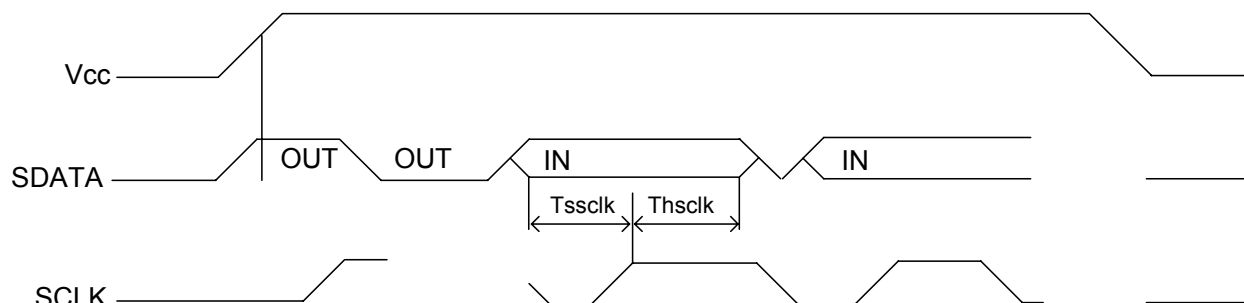 Vcc
SDATA
OUT
OUT
IN
IN
Tssclk
Thsclk
SCLK